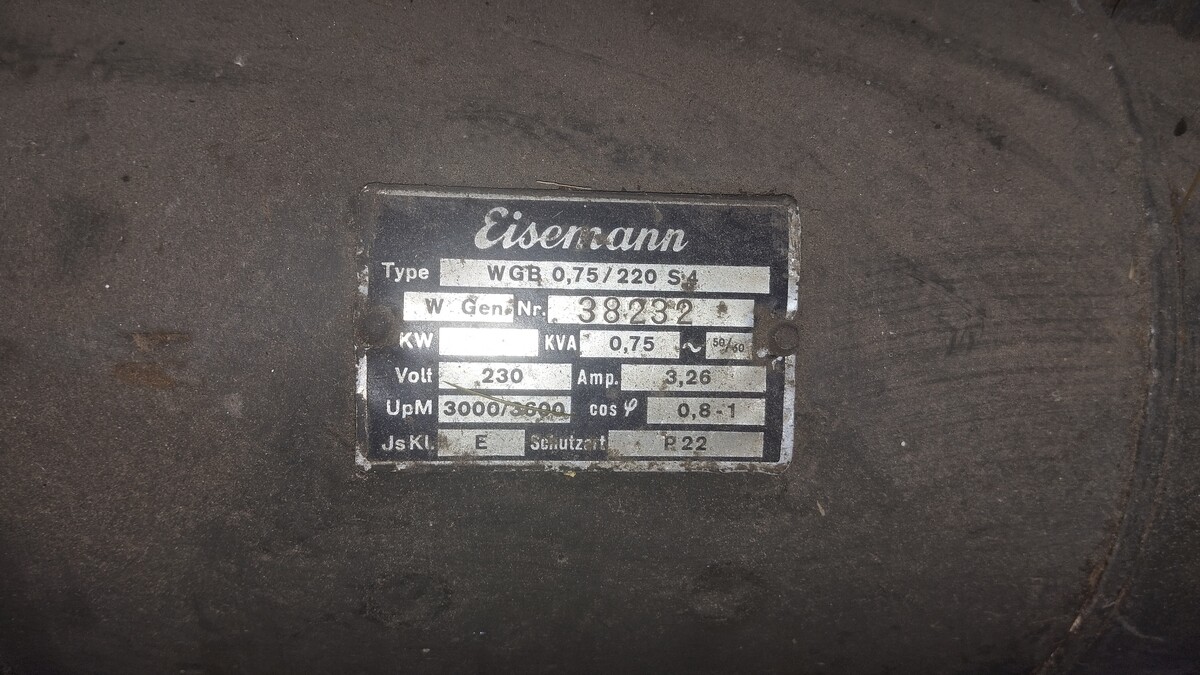 Eisemann
Type WGB 0,75/220 S4
W Gen. Nr. 38232
KW KVA 0,75 ~ 50/60
Volt 230 Amp. 3,26
UpM 3000/3600 cos φ 0,8-1
JsKl. E Schutzart P22